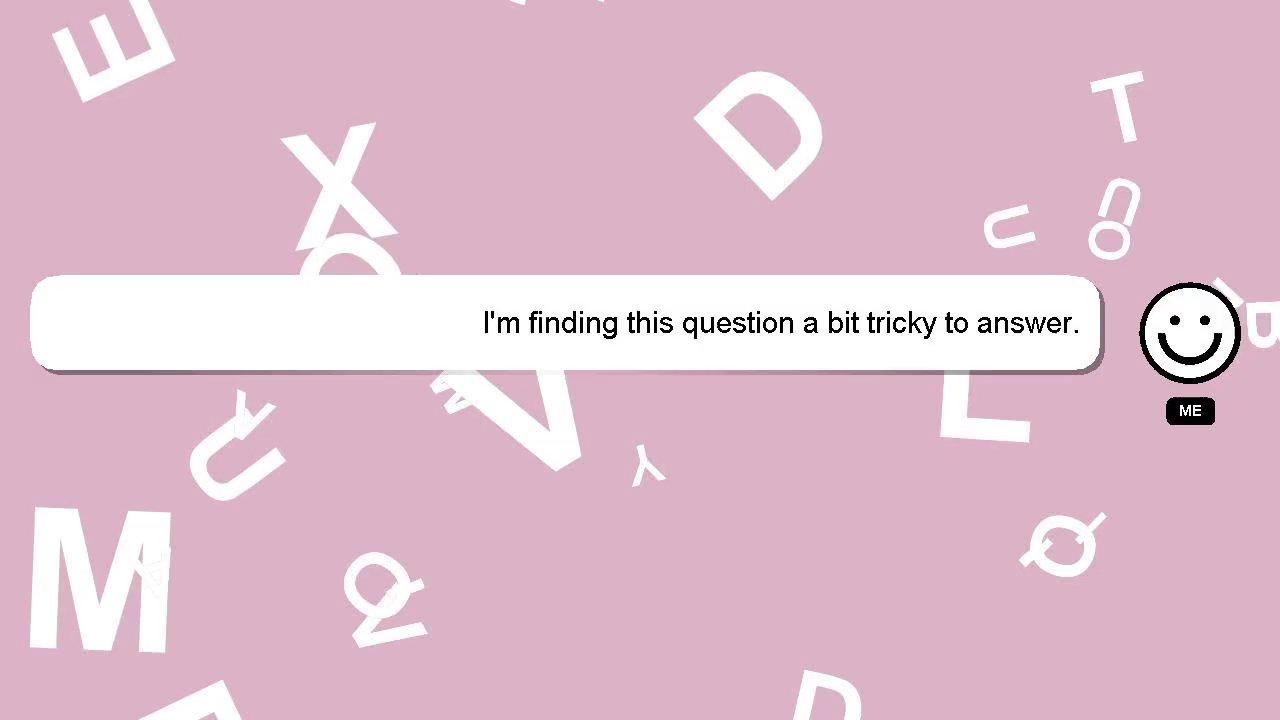 I'm finding this question a bit tricky to answer.
ME
E
X
D
T
U
U
O
V
L
Y
Y
U
M
Q
D